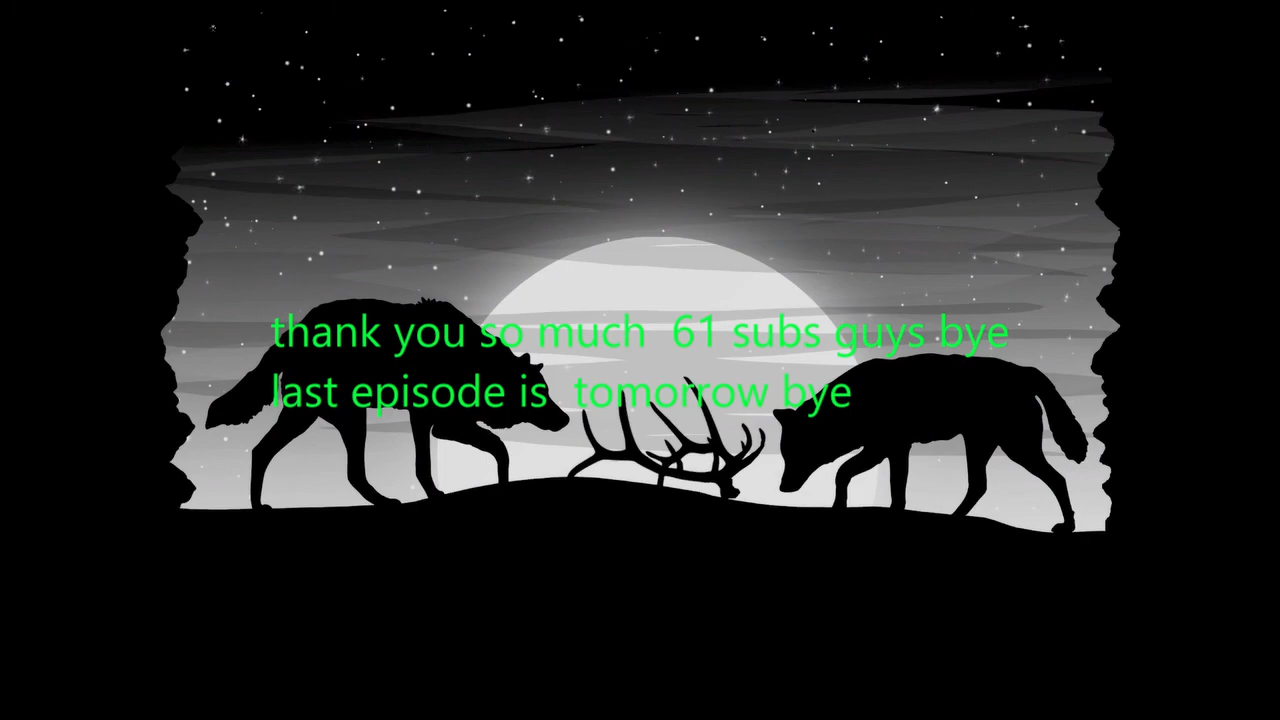 thank you so much  61 subs guys bye
last episode is  tomorrow bye